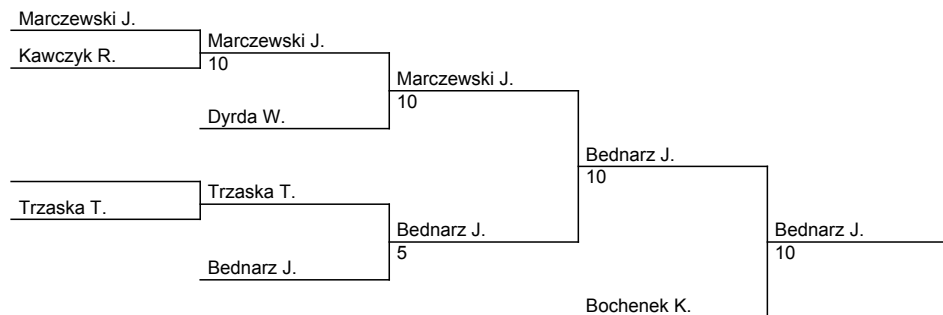 Marczewski J.
Kawczyk R.
Marczewski J.
10
Dyrda W.
Marczewski J.
10
Trzaska T.
Trzaska T.
Bednarz J.
Bednarz J.
5
Bednarz J.
10
Bochenek K.
Bednarz J.
10